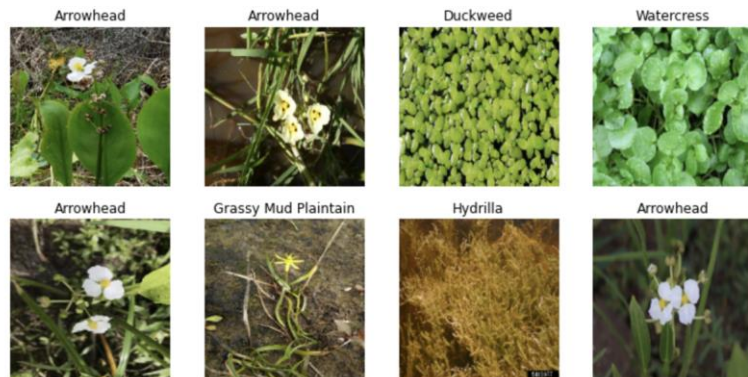 Arrowhead
Arrowhead
Duckweed
Watercress
Arrowhead
Grassy Mud Plaintain
Hydrilla
Arrowhead